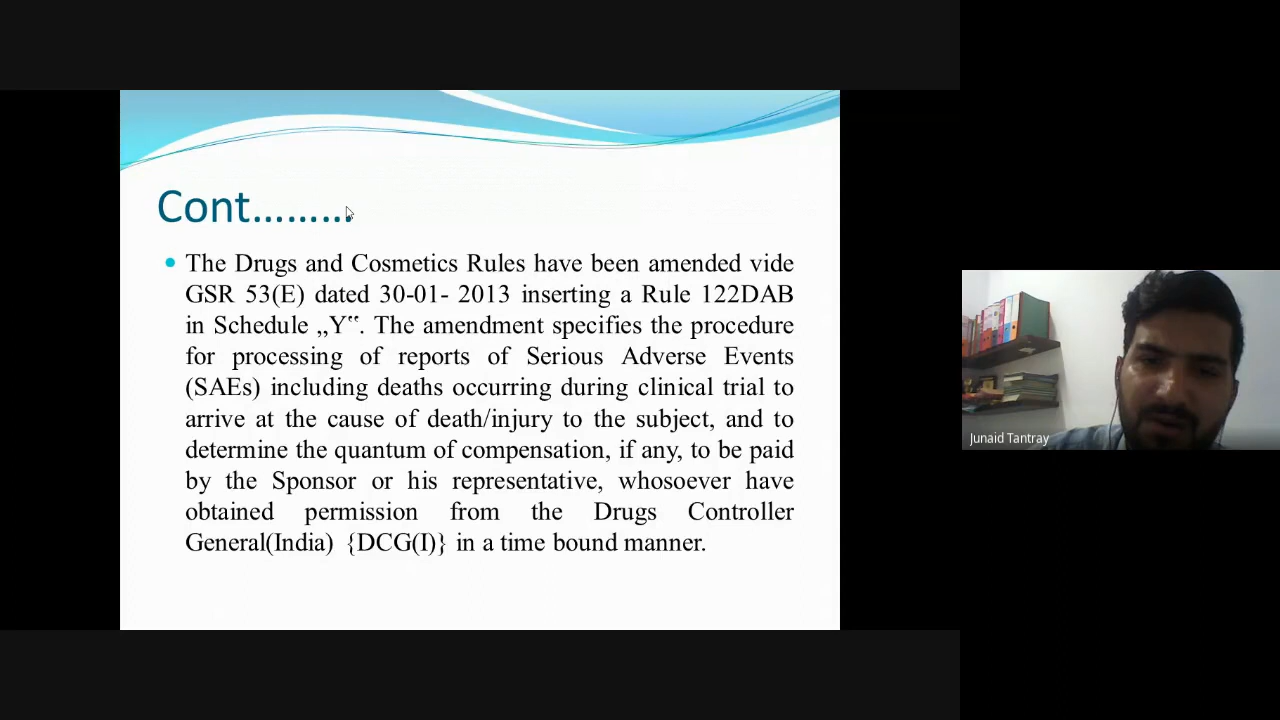 Cont.........
The Drugs and Cosmetics Rules have been amended vide
GSR 53(E) dated 30-01- 2013 inserting a Rule 122DAB
in Schedule „Y‟. The amendment specifies the procedure
for processing of reports of Serious Adverse Events
(SAEs) including deaths occurring during clinical trial to
arrive at the cause of death/injury to the subject, and to
determine the quantum of compensation, if any, to be paid
by the Sponsor or his representative, whosoever have
obtained permission from the Drugs Controller
General(India) {DCG(I)} in a time bound manner.
Junaid Tantray